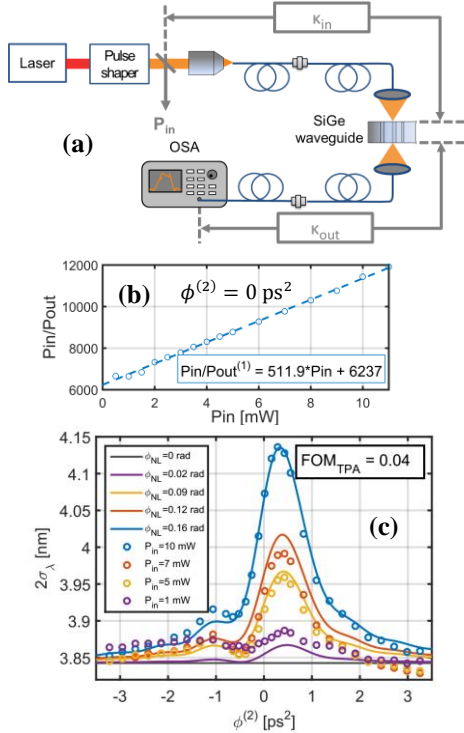 κin
Laser
Pulse
shaper
Pin
SiGe
waveguide
(a)
OSA
κout
(b)
ϕ(2) = 0 ps2
Pin/Pout
12000
10000
8000
6000
Pin/Pout(1) = 511.9*Pin + 6237
0 2 4 6 8 10
Pin [mW]
(c)
FOMTPA = 0.04
ϕNL=0 rad
ϕNL=0.02 rad
ϕNL=0.09 rad
ϕNL=0.12 rad
ϕNL=0.16 rad
Pin=10 mW
Pin=7 mW
Pin=5 mW
Pin=1 mW
2σλ [nm]
4.15
4.1
4.05
4
3.95
3.9
3.85
-3 -2 -1 0 1 2 3
ϕ(2) [ps2]